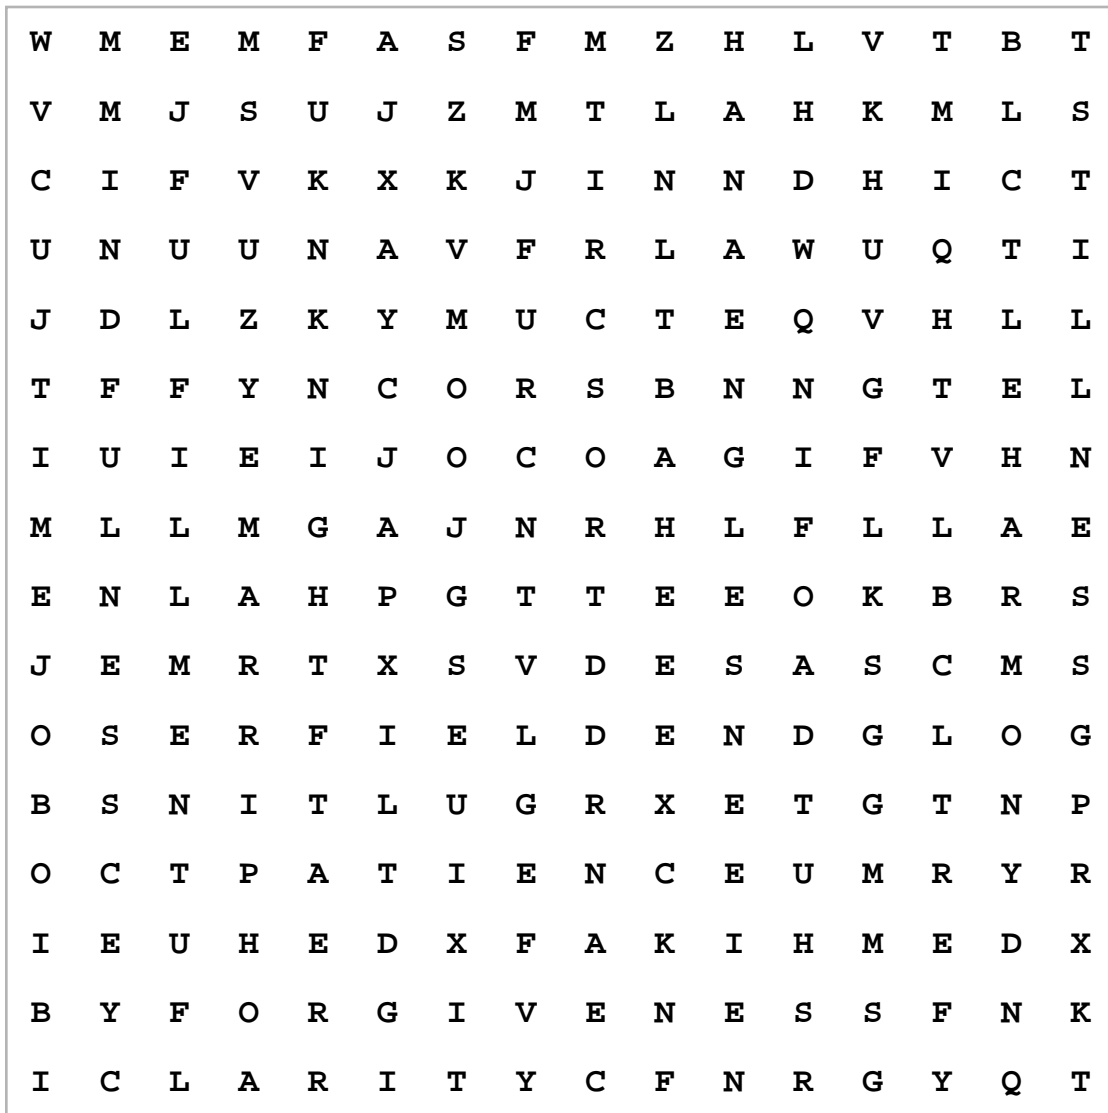 W M E M F A S F M Z H L V T B T
V M J S U J Z M T L A H K M L S
C I F V K X K J I N N D H I C T
U N U U N A V F R L A W U Q T I
J D L Z K Y M U C T E Q V H L L
T F F Y N C O R S B N N G T E L
I U I E I J O C O A G I F V H N
M L L M G A J N R H L F L L A E
E N L A H P G T T E E O K B R S
J E M R T X S V D E S A S C M S
O S E R F I E L D E N D G L O G
B S N I T L U G R X E T G T N P
O C T P A T I E N C E U M R Y R
I E U H E D X F A K I H M E D X
B Y F O R G I V E N E S S F N K
I C L A R I T Y C F N R G Y Q T